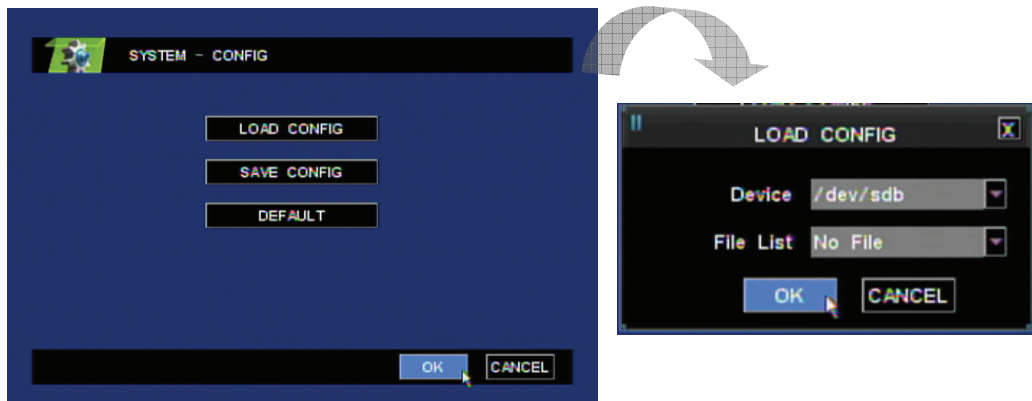 SYSTEM - CONFIG
LOAD CONFIG
SAVE CONFIG
DEFAULT
OK CANCEL
LOAD CONFIG X
Device /dev/sdb
File List No File
OK CANCEL